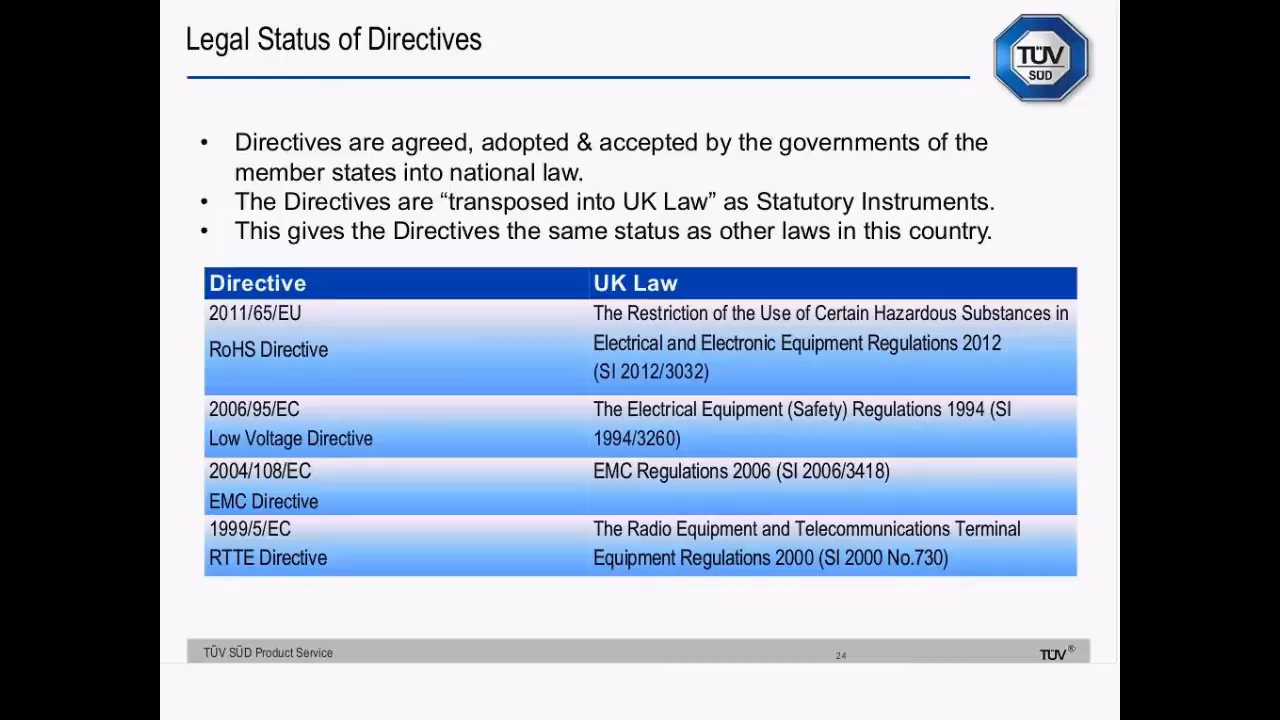 Legal Status of Directives
TÜV
SÜD
• Directives are agreed, adopted & accepted by the governments of the
member states into national law.
• The Directives are “transposed into UK Law” as Statutory Instruments.
• This gives the Directives the same status as other laws in this country.
Directive UK Law
2011/65/EU The Restriction of the Use of Certain Hazardous Substances in
RoHS Directive Electrical and Electronic Equipment Regulations 2012
(SI 2012/3032)
2006/95/EC The Electrical Equipment (Safety) Regulations 1994 (SI
Low Voltage Directive 1994/3260)
2004/108/EC EMC Regulations 2006 (SI 2006/3418)
EMC Directive
1999/5/EC The Radio Equipment and Telecommunications Terminal
RTTE Directive Equipment Regulations 2000 (SI 2000 No.730)
TÜV SÜD Product Service 24 TÜV®